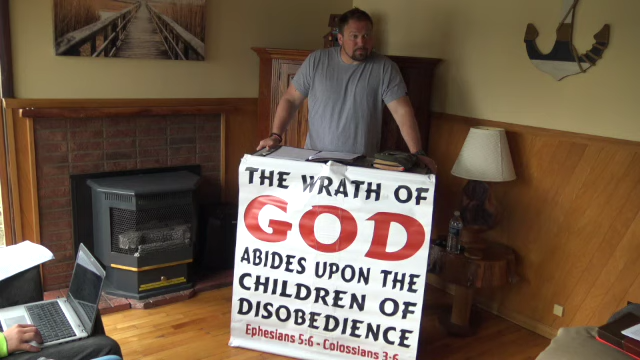 THE WRATH OF
GOD
ABIDES UPON THE
CHILDREN OF
DISOBEDIENCE
Ephesians 5:6 - Colossians 3:6